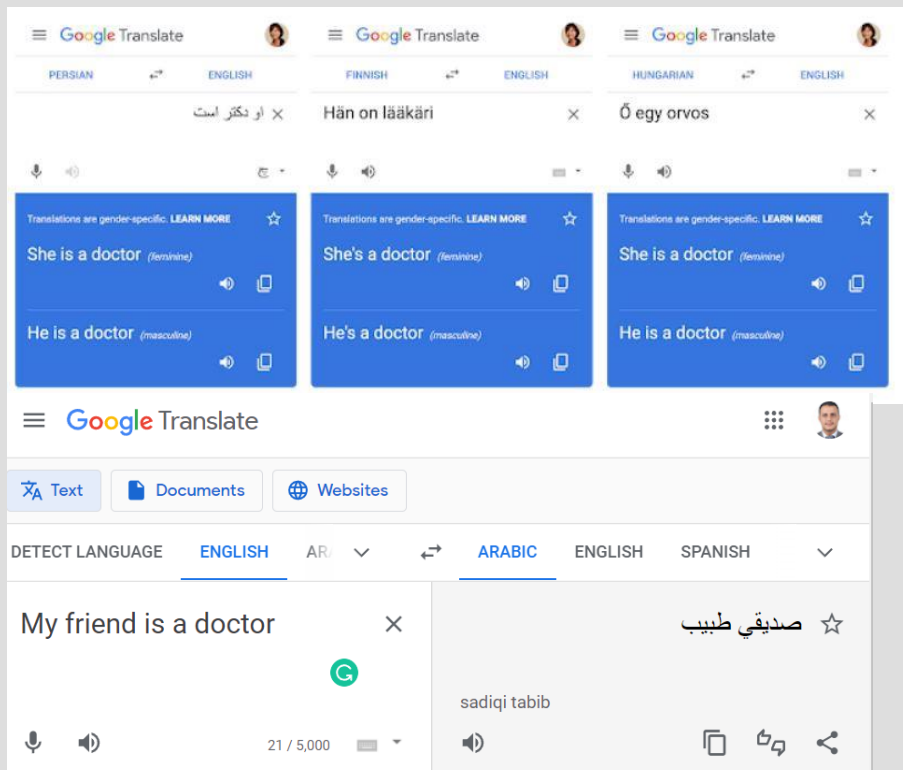 Google Translate
PERSIAN ENGLISH
او دکتر است
Translations are gender-specific. LEARN MORE
She is a doctor (feminine)
He is a doctor (masculine)
Google Translate
FINNISH ENGLISH
Hän on lääkäri
Translations are gender-specific. LEARN MORE
She's a doctor (feminine)
He's a doctor (masculine)
Google Translate
HUNGARIAN ENGLISH
Ő egy orvos
Translations are gender-specific. LEARN MORE
She is a doctor (feminine)
He is a doctor (masculine)
Google Translate
Text Documents Websites
DETECT LANGUAGE ENGLISH AR ARABIC ENGLISH SPANISH
My friend is a doctor
21 / 5,000
صديقي طبيب
sadiqi tabib